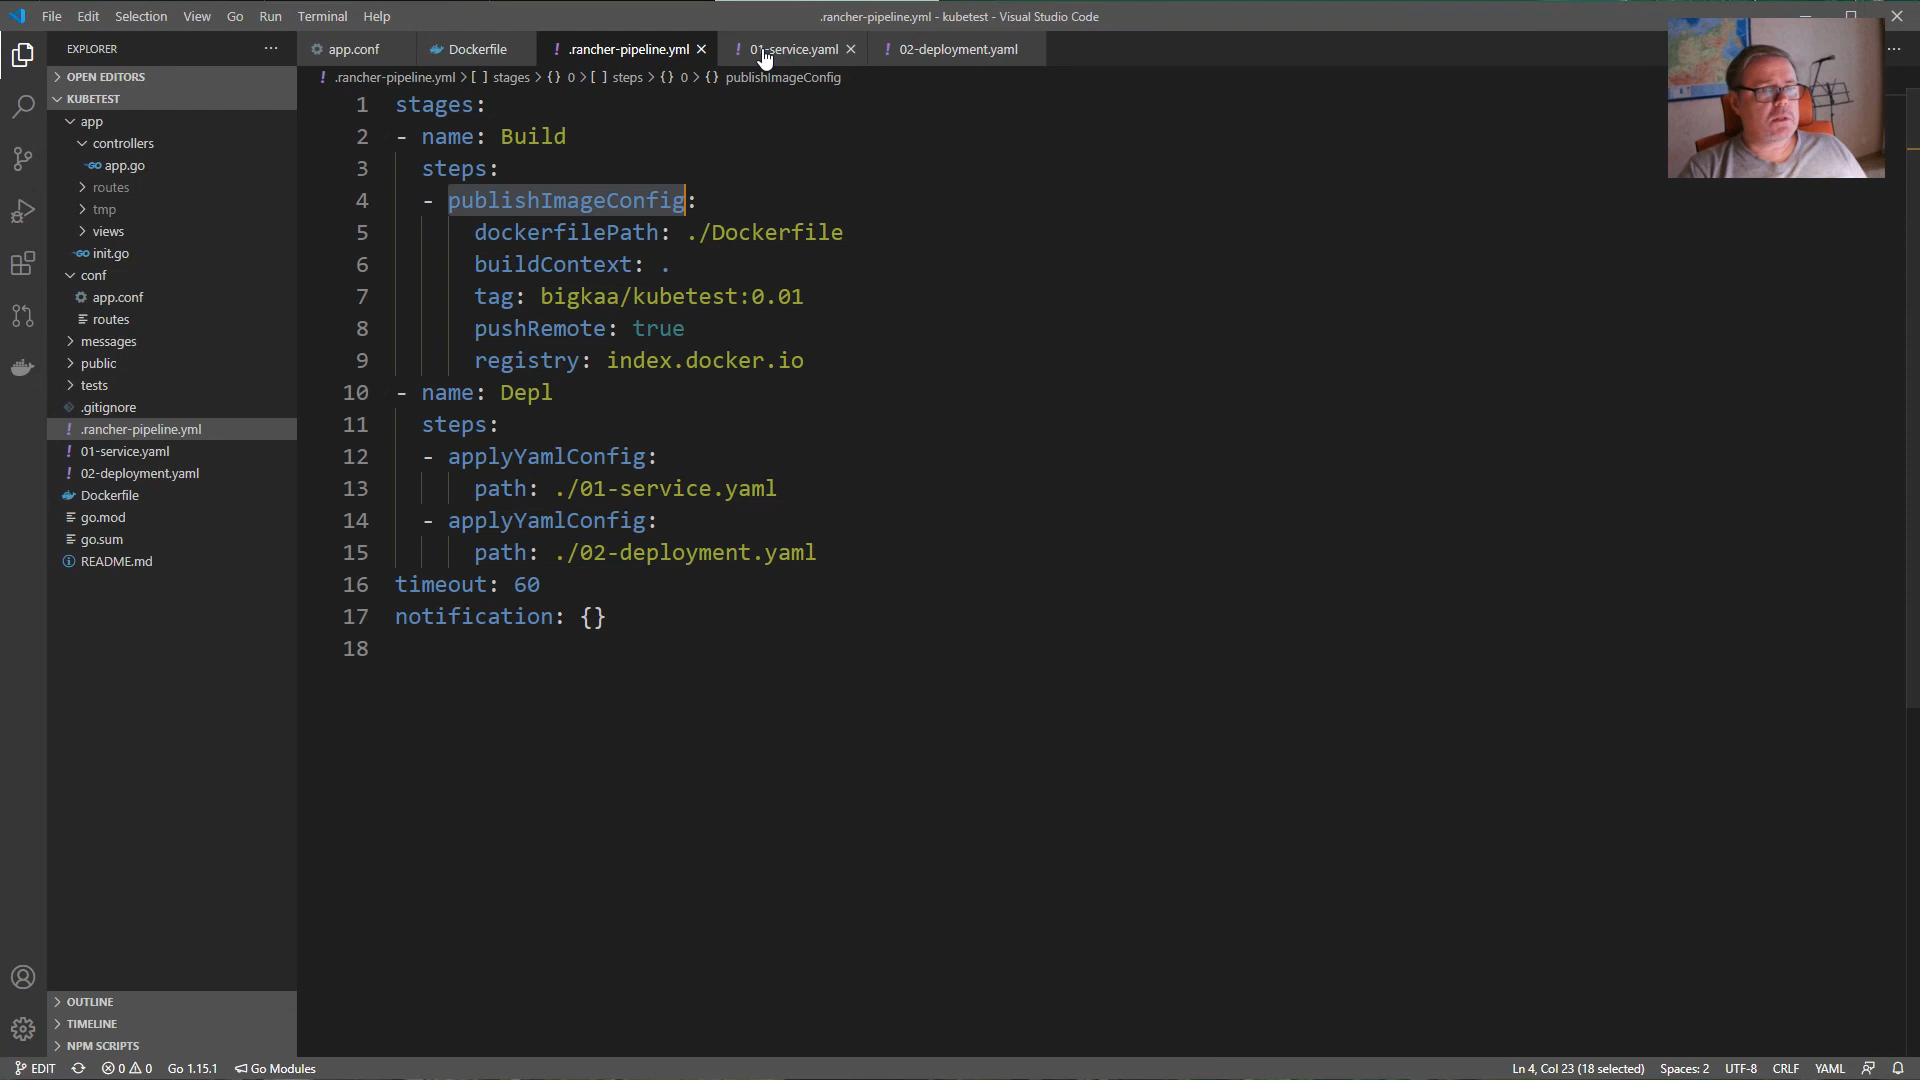 File Edit Selection View Go Run Terminal Help
.rancher-pipeline.yml - kubetest - Visual Studio Code
EXPLORER
app.conf
Dockerfile
.rancher-pipeline.yml
01-service.yaml
02-deployment.yaml
.rancher-pipeline.yml > [ ] stages > {} 0 > [ ] steps > {} 0 > {} publishImageConfig
OPEN EDITORS
KUBETEST
app
controllers
app.go
routes
tmp
views
init.go
conf
app.conf
routes
messages
public
tests
.gitignore
.rancher-pipeline.yml
01-service.yaml
02-deployment.yaml
Dockerfile
go.mod
go.sum
README.md
OUTLINE
TIMELINE
NPM SCRIPTS
1 stages:
2 - name: Build
3 steps:
4 - publishImageConfig:
5 dockerfilePath: ./Dockerfile
6 buildContext: .
7 tag: bigkaa/kubetest:0.01
8 pushRemote: true
9 registry: index.docker.io
10 - name: Depl
11 steps:
12 - applyYamlConfig:
13 path: ./01-service.yaml
14 - applyYamlConfig:
15 path: ./02-deployment.yaml
16 timeout: 60
17 notification: {}
18
EDIT 0 0 Go 1.15.1 Go Modules
Ln 4, Col 23 (18 selected) Spaces: 2 UTF-8 CRLF YAML